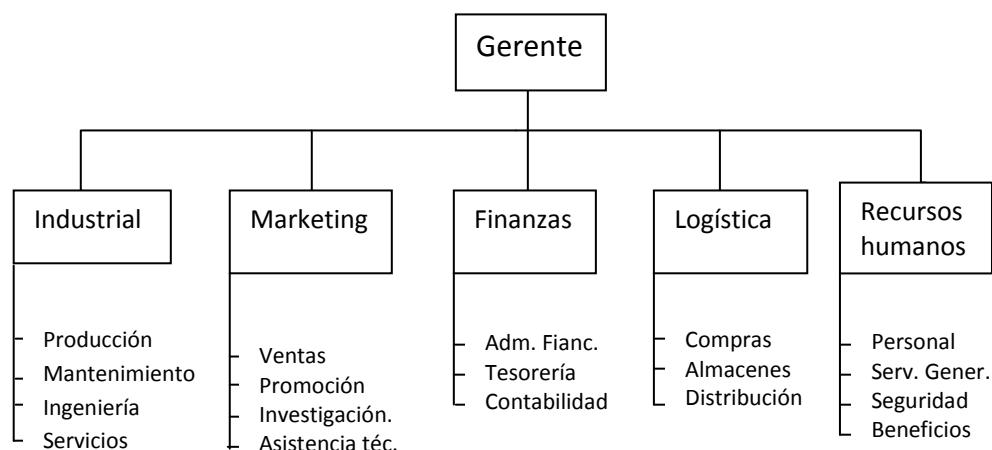 Gerente
Industrial
Marketing
Finanzas
Logística
Recursos
humanos
Producción
Mantenimiento
Ingeniería
Servicios
Ventas
Promoción
Investigación.
Asistencia téc.
Adm. Fianc.
Tesorería
Contabilidad
Compras
Almacenes
Distribución
Personal
Serv. Gener.
Seguridad
Beneficios